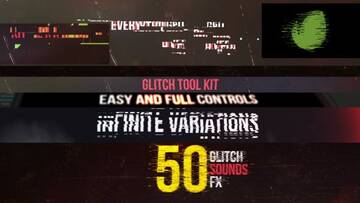 GLITCH TOOL KIT
EASY AND FULL CONTROLS
INFINITE VARIATIONS
50 GLITCH
SOUNDS
FX